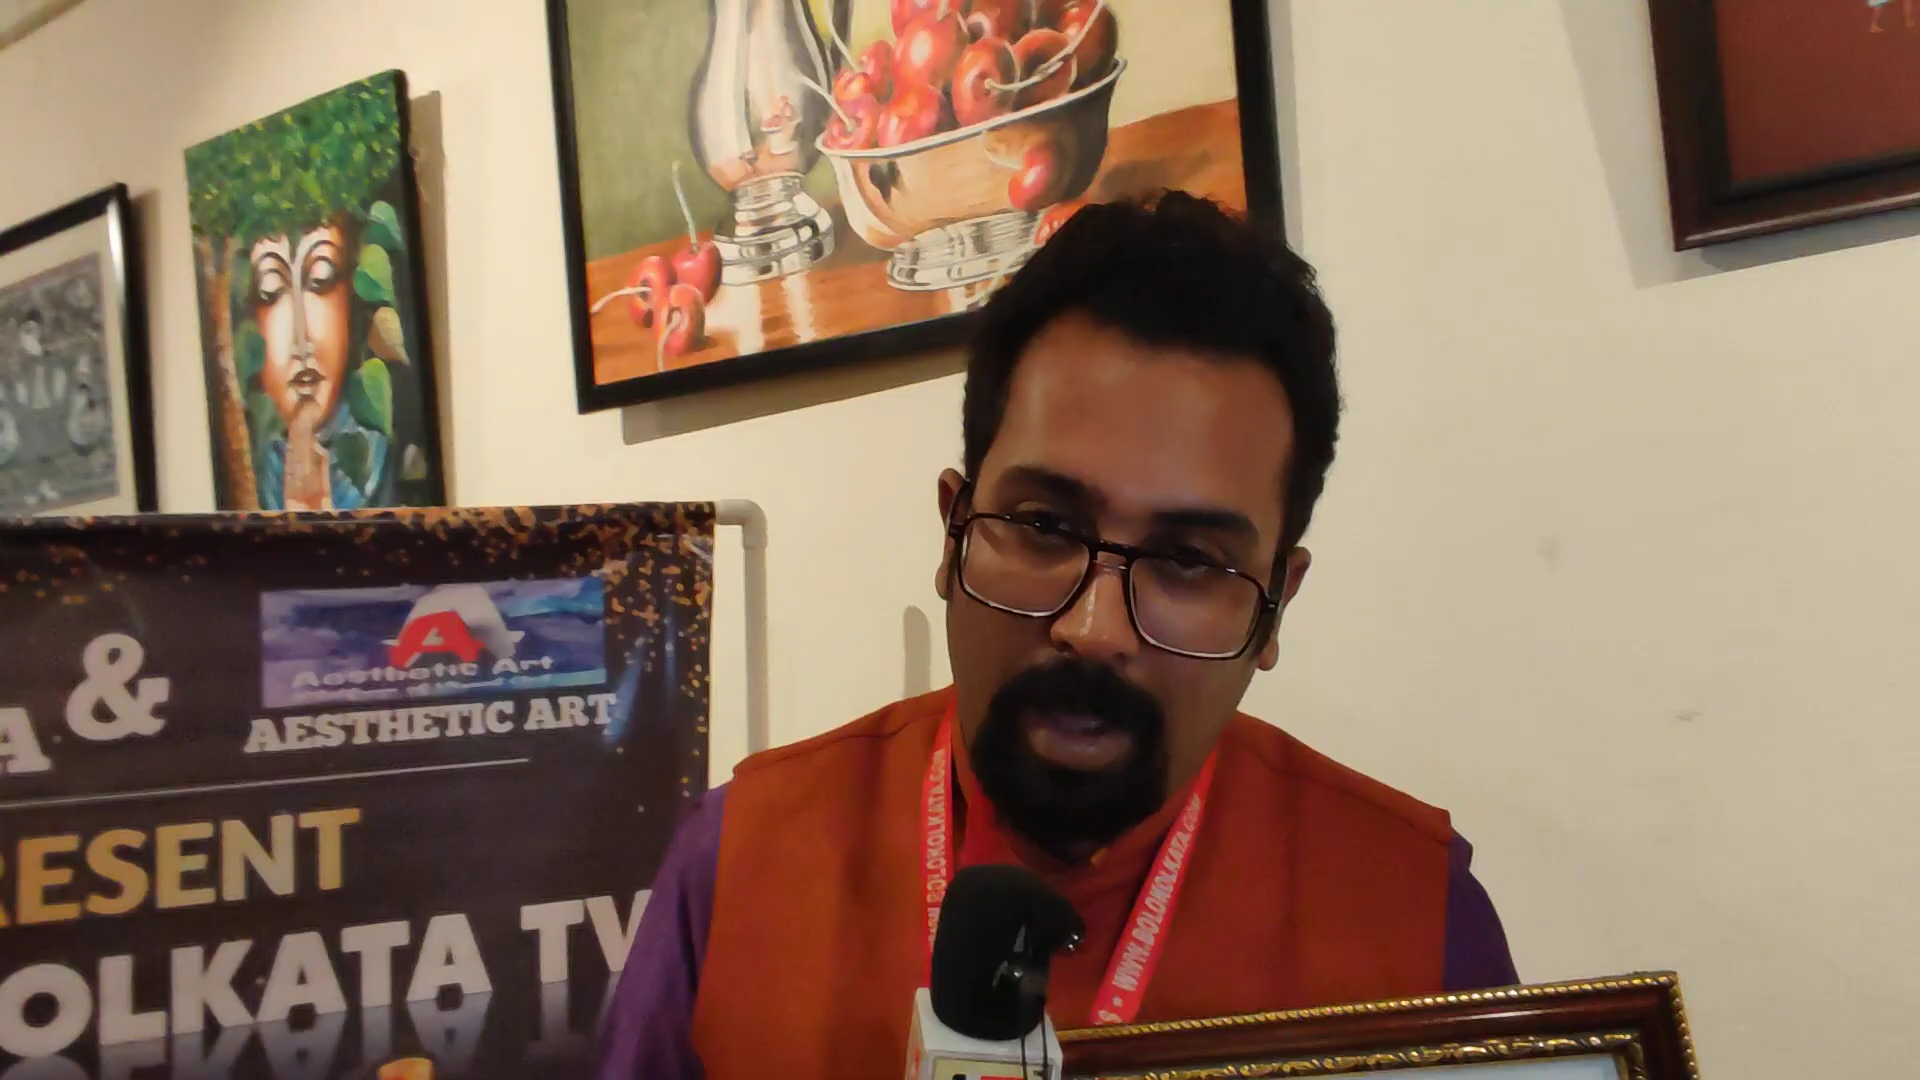 A & 
Aesthetic Art
AESTHETIC ART
RESENT
OLKATA TV
WWW.BOLOKOLKATA.COM
S * WWW.BOLOKOLKATA.COM